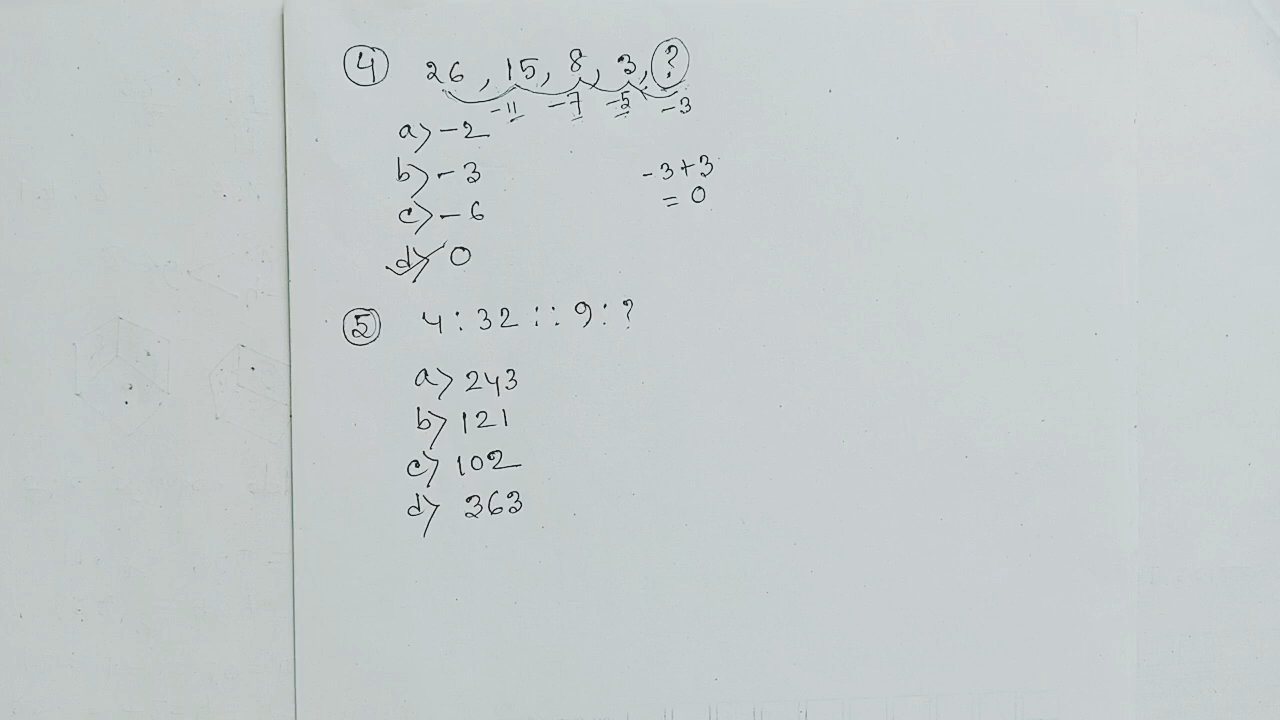 4 26, 15, 8, 3, ?
-11 -7 -5 -3
a) -2
b) -3
-3+3
= 0
c) -6
d) 0
5 4 : 32 :: 9 : ?
a) 243
b) 121
c) 102
d) 363